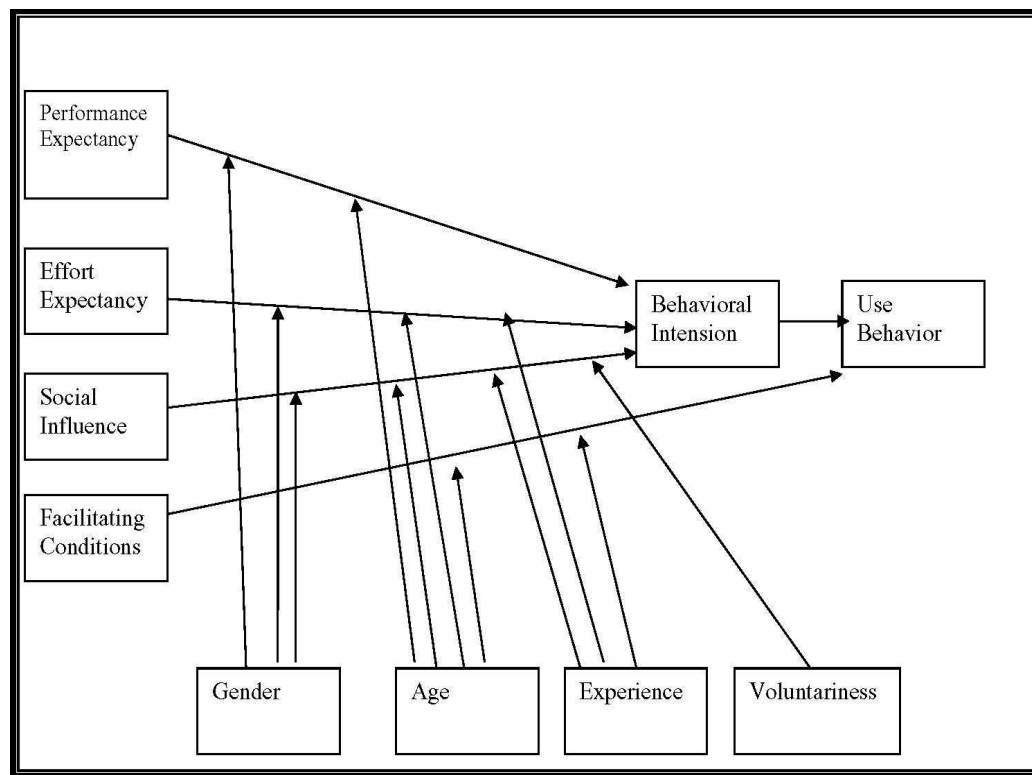 Performance
Expectancy
Effort
Expectancy
Behavioral
Intension
Use
Behavior
Social
Influence
Facilitating
Conditions
Gender
Age
Experience
Voluntariness